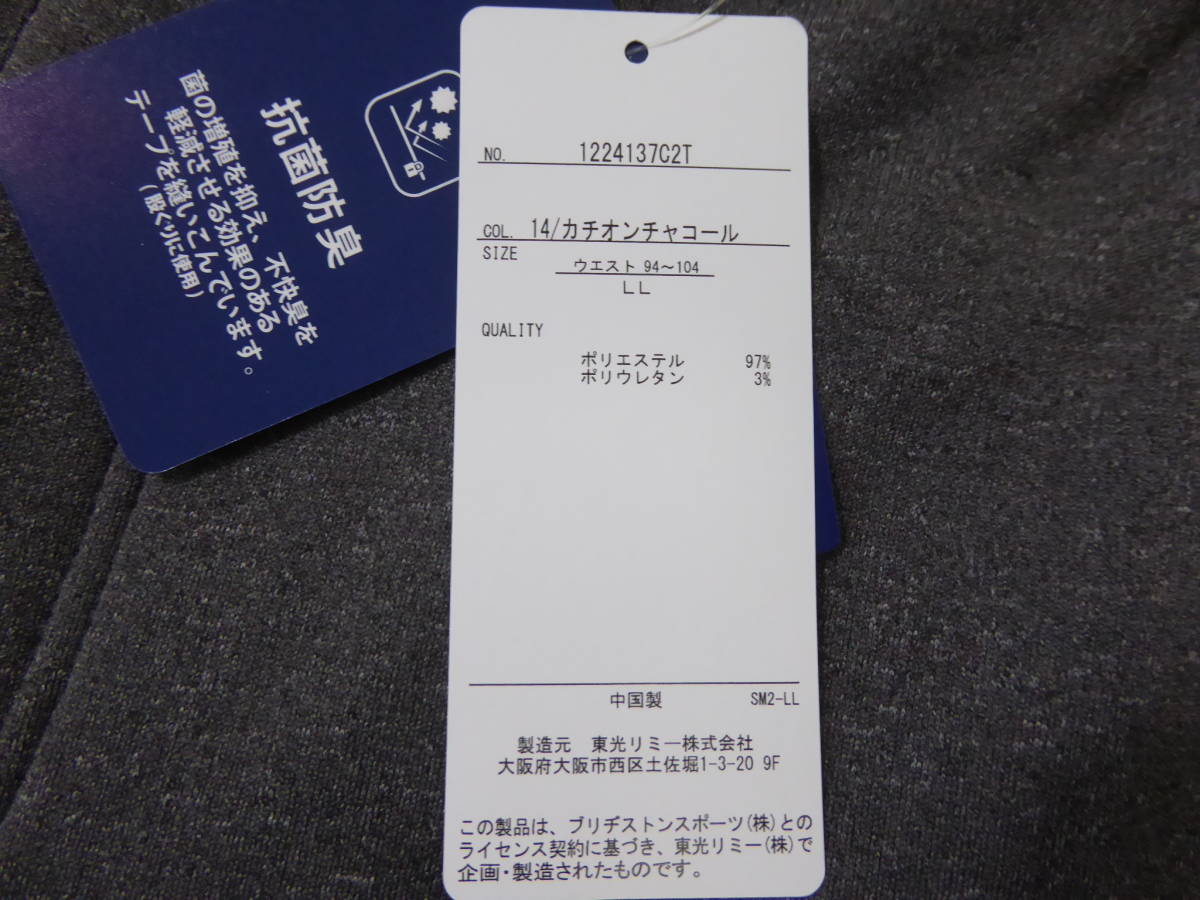 抗菌防臭
菌の増殖を抑え、不快臭を
軽減させる効果のある
テープを縫いこんでいます。
(股ぐりに使用)
NO. 1224137C2T
COL. 14/カチオンチャコール
SIZE
ウエスト 94～104
LL
QUALITY
ポリエステル 97%
ポリウレタン 3%
中国製 SM2-LL
製造元 東光リミー株式会社
大阪府大阪市西区土佐堀1-3-20 9F
この製品は、ブリヂストンスポーツ(株)との
ライセンス契約に基づき、東光リミー(株)で
企画・製造されたものです。